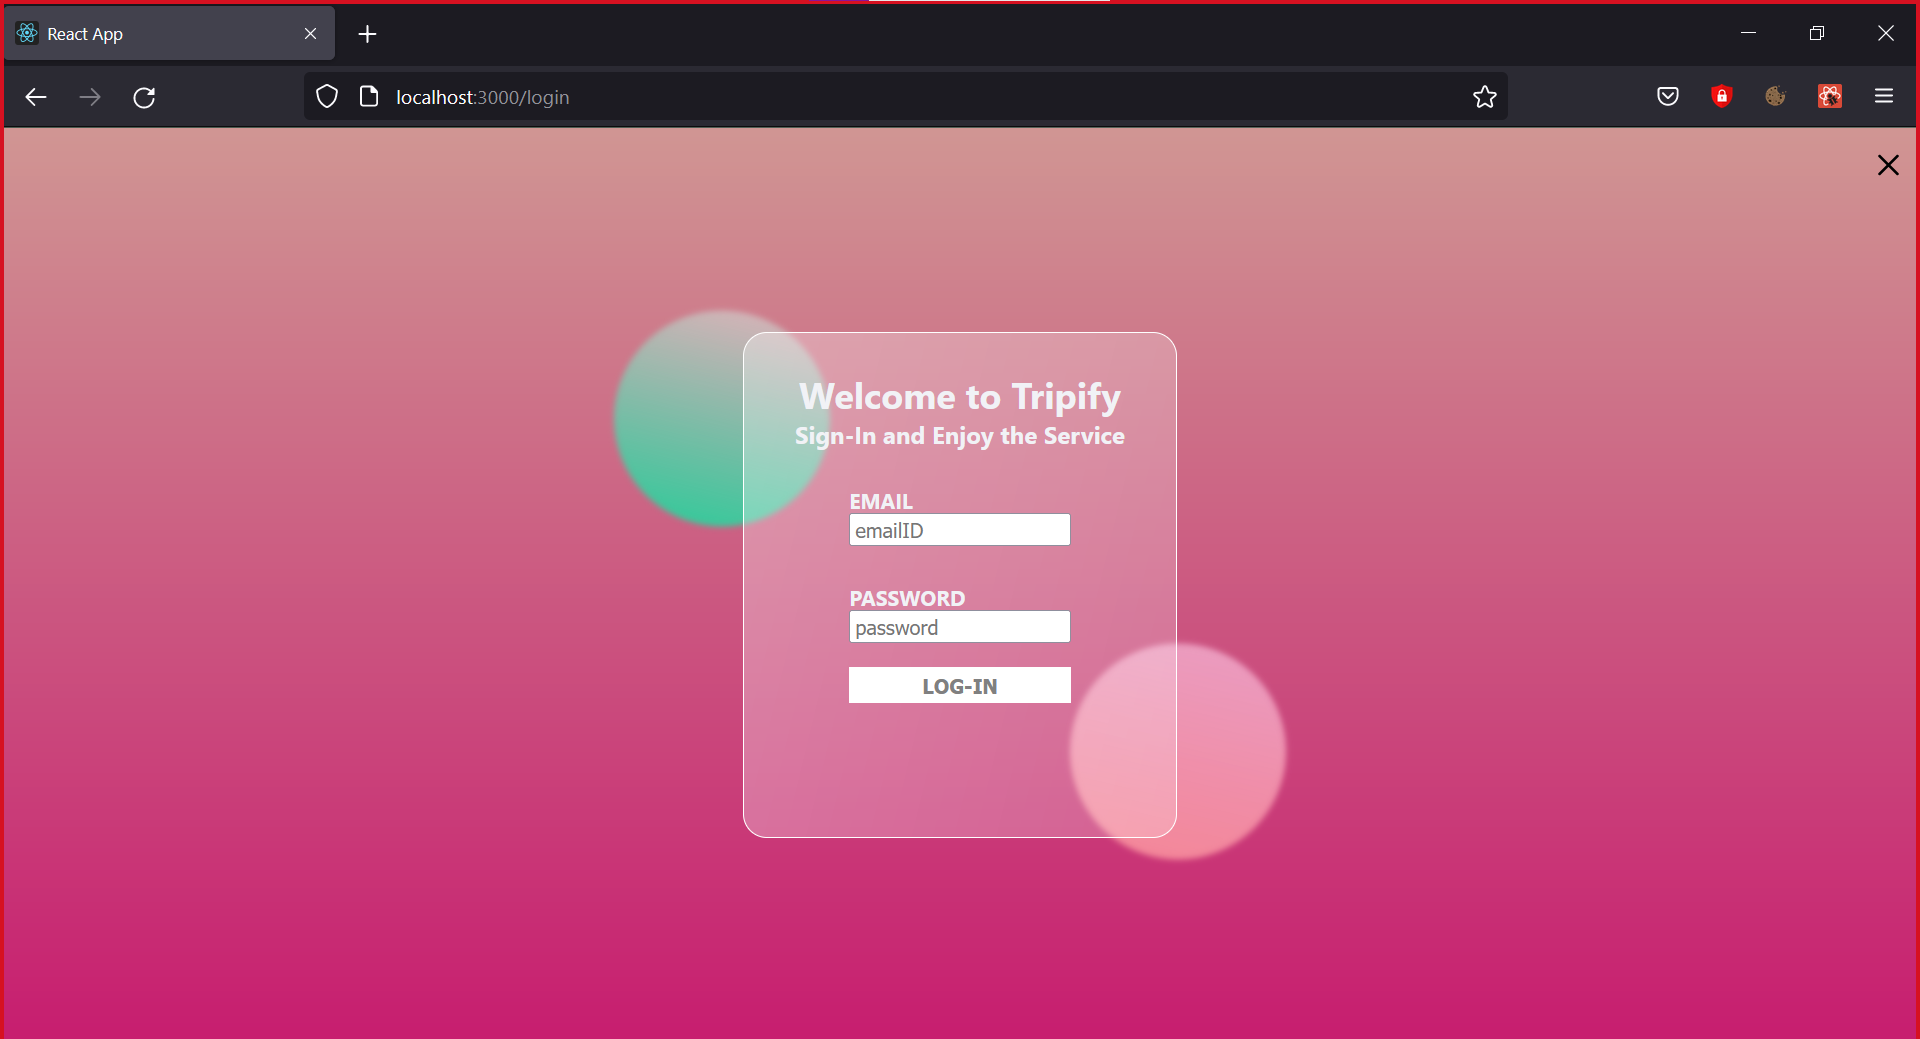 React App
localhost:3000/login
Welcome to Tripify
Sign-In and Enjoy the Service
EMAIL
emailID
PASSWORD
password
LOG-IN